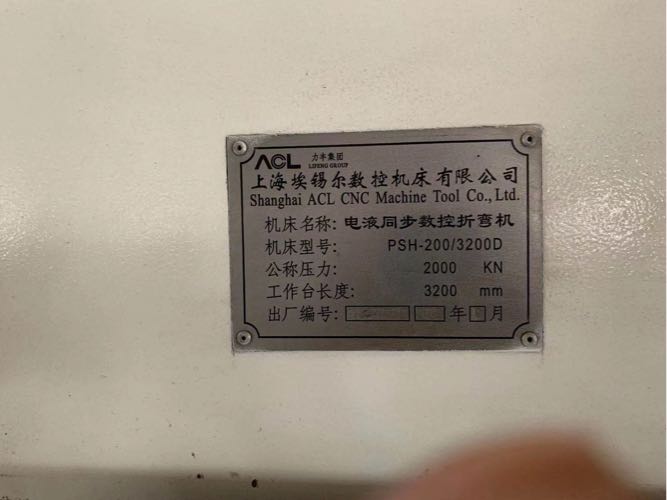 ACL 力丰集团
LIFENG GROUP
上海埃锡尔数控机床有限公司
Shanghai ACL CNC Machine Tool Co., Ltd.
机床名称: 电液同步数控折弯机
机床型号: PSH-200/3200D
公称压力: 2000 KN
工作台长度: 3200 mm
出厂编号: 年 月